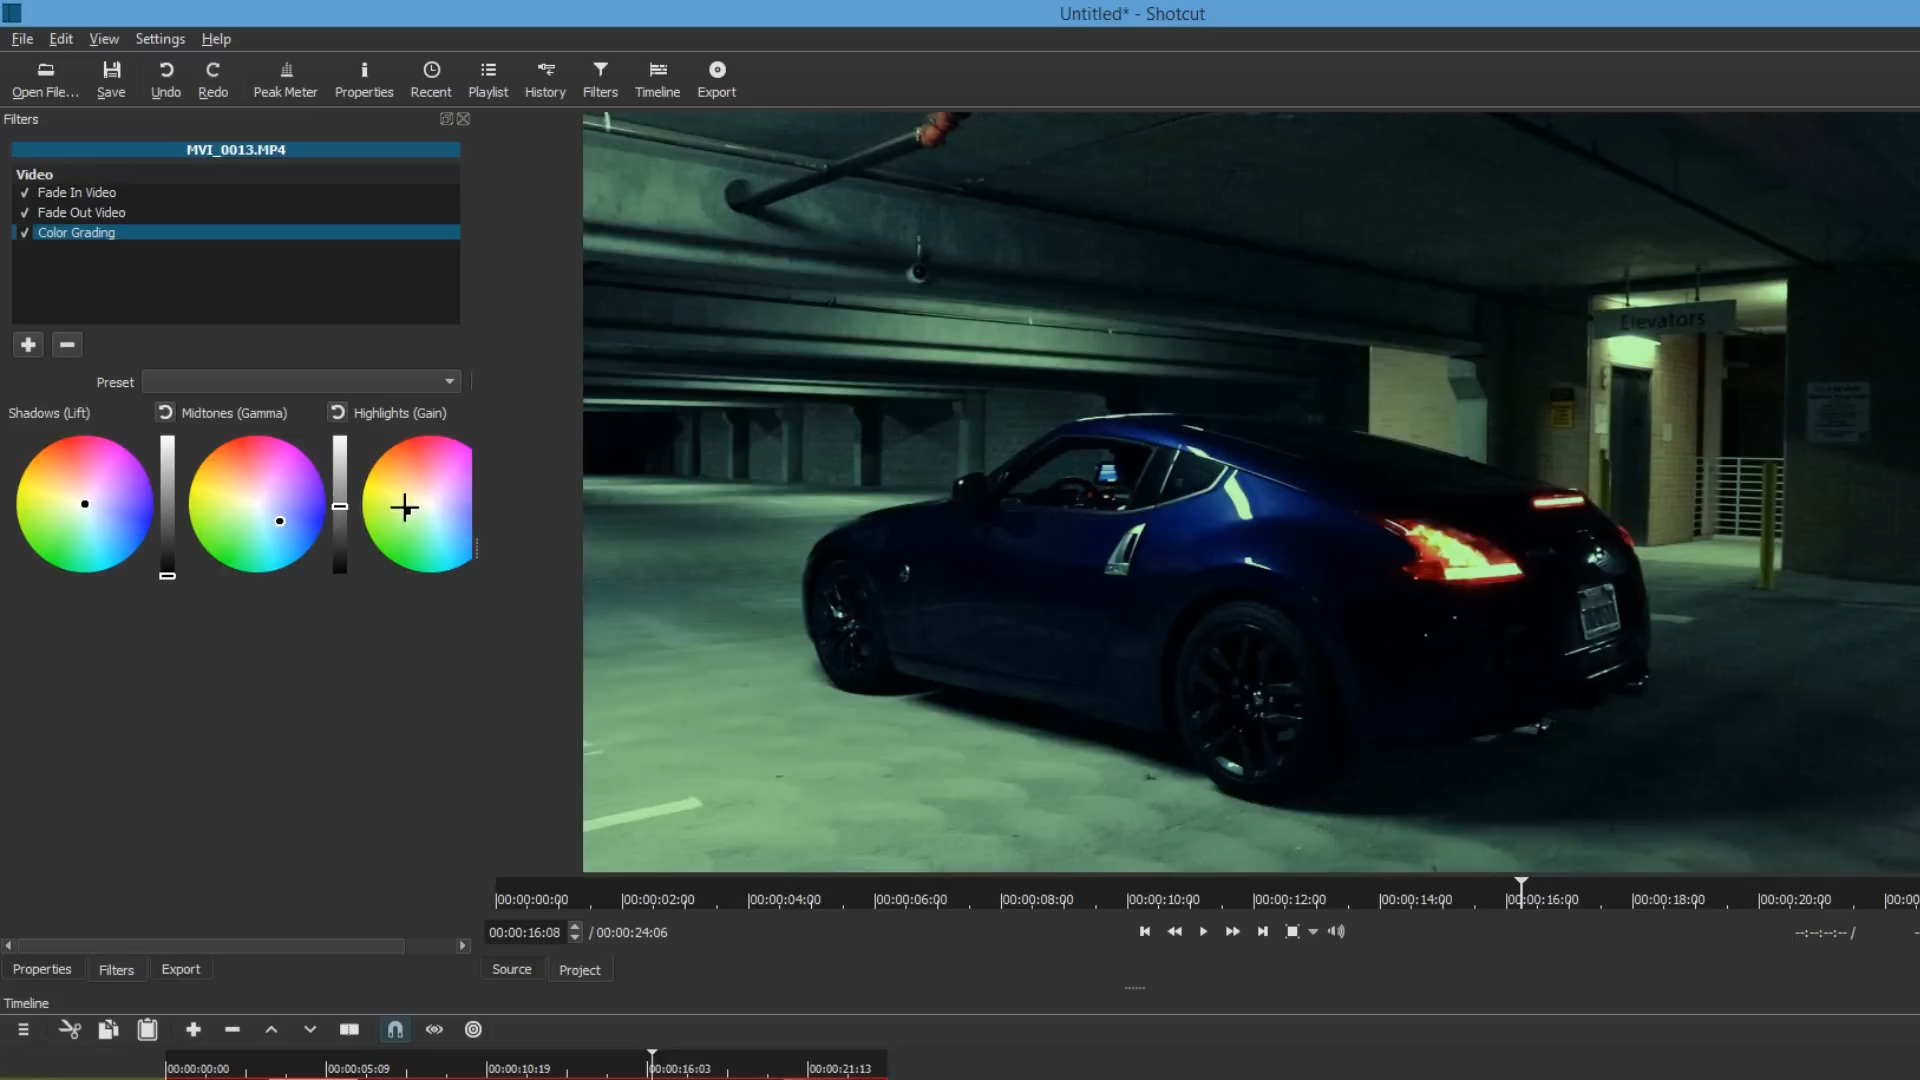 Untitled* - Shotcut
File Edit View Settings Help
Open File... Save Undo Redo Peak Meter Properties Recent Playlist History Filters Timeline Export
Filters
MVI_0013.MP4
Video
Fade In Video
Fade Out Video
Color Grading
Preset
Shadows (Lift) Midtones (Gamma) Highlights (Gain)
Elevators
00:00:00:00 00:00:02:00 00:00:04:00 00:00:06:00 00:00:08:00 00:00:10:00 00:00:12:00 00:00:14:00 00:00:16:00 00:00:18:00 00:00:20:00
00:00:16:08 / 00:00:24:06 --:--:--:-- /
Properties Filters Export Source Project
Timeline
00:00:00:00 00:00:05:09 00:00:10:19 00:00:16:03 00:00:21:13